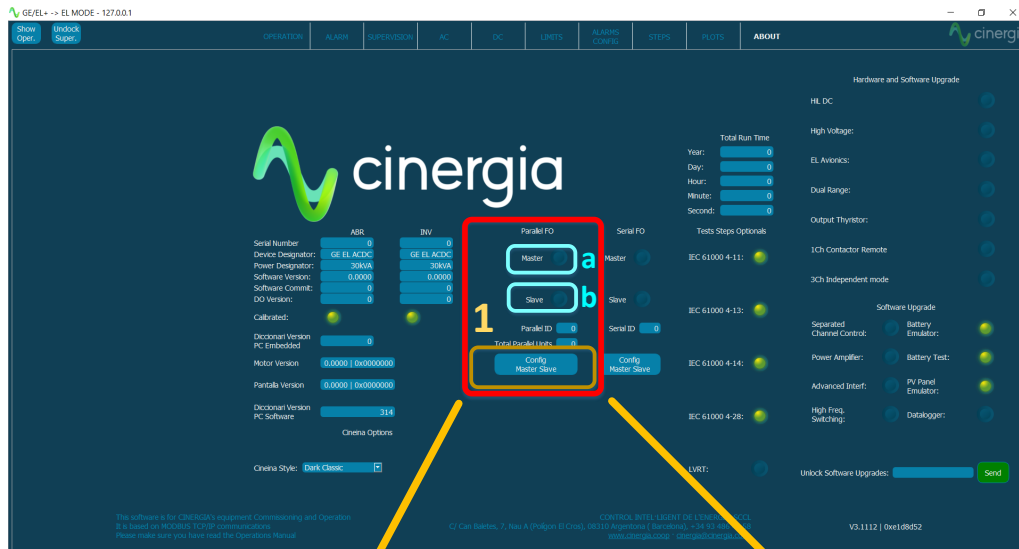 GE/EL+ -> EL MODE - 127.0.0.1
Show Oper.
Undock Super.
OPERATION ALARM SUPERVISION AC DC LIMITS ALARMS CONFIG STEPS PLOTS ABOUT
cinergi
Hardware and Software Upgrade
HiL DC
High Voltage:
EL Avionics:
Dual Range:
Output Thyristor:
1Ch Contactor Remote
3Ch Independent mode
cinergia
Total Run Time
Year: 0
Day: 0
Hour: 0
Minute: 0
Second: 0
ABR INV
Serial Number 0 0
Device Designator: GE EL ACDC GE EL ACDC
Power Designator: 30kVA 30kVA
Software Version: 0.0000 0.0000
Software Commit: 0 0
DO Version: 0 0
Calibrated:
Diccionari Version
PC Embedded 0
Motor Version 0.0000 | 0x0000000
Pantalla Version 0.0000 | 0x0000000
Diccionari Version
PC Software 314
Cineina Options
Cineina Style: Dark Classic
Parallel FO
Master a
Slave b
1
Parallel ID 0
Total Parallel Units 0
Config
Master Slave
Serial FO
Master
Slave
Serial ID 0
Config
Master Slave
Tests Steps Optionals
IEC 61000 4-11:
IEC 61000 4-13:
IEC 61000 4-14:
IEC 61000 4-28:
LVRT:
Software Upgrade
Separated Channel Control:
Battery Emulator:
Power Amplifier:
Battery Test:
Advanced Interf:
PV Panel Emulator:
High Freq. Switching:
Datalogger:
Unlock Software Upgrades: Send
This software is for CINERGIA's equipment Commissioning and Operation
It is based on MODBUS TCP/IP communications
Please make sure you have read the Operations Manual
CONTROL INTEL·LIGENT DE L'ENERGIA SCCL
C/ Can Baletes, 7, Nau A (Polígon El Cros), 08310 Argentona (Barcelona), +34 93 486
www.cinergia.coop cinergia@cinergia.co
V3.1112 | 0xe1d8d52